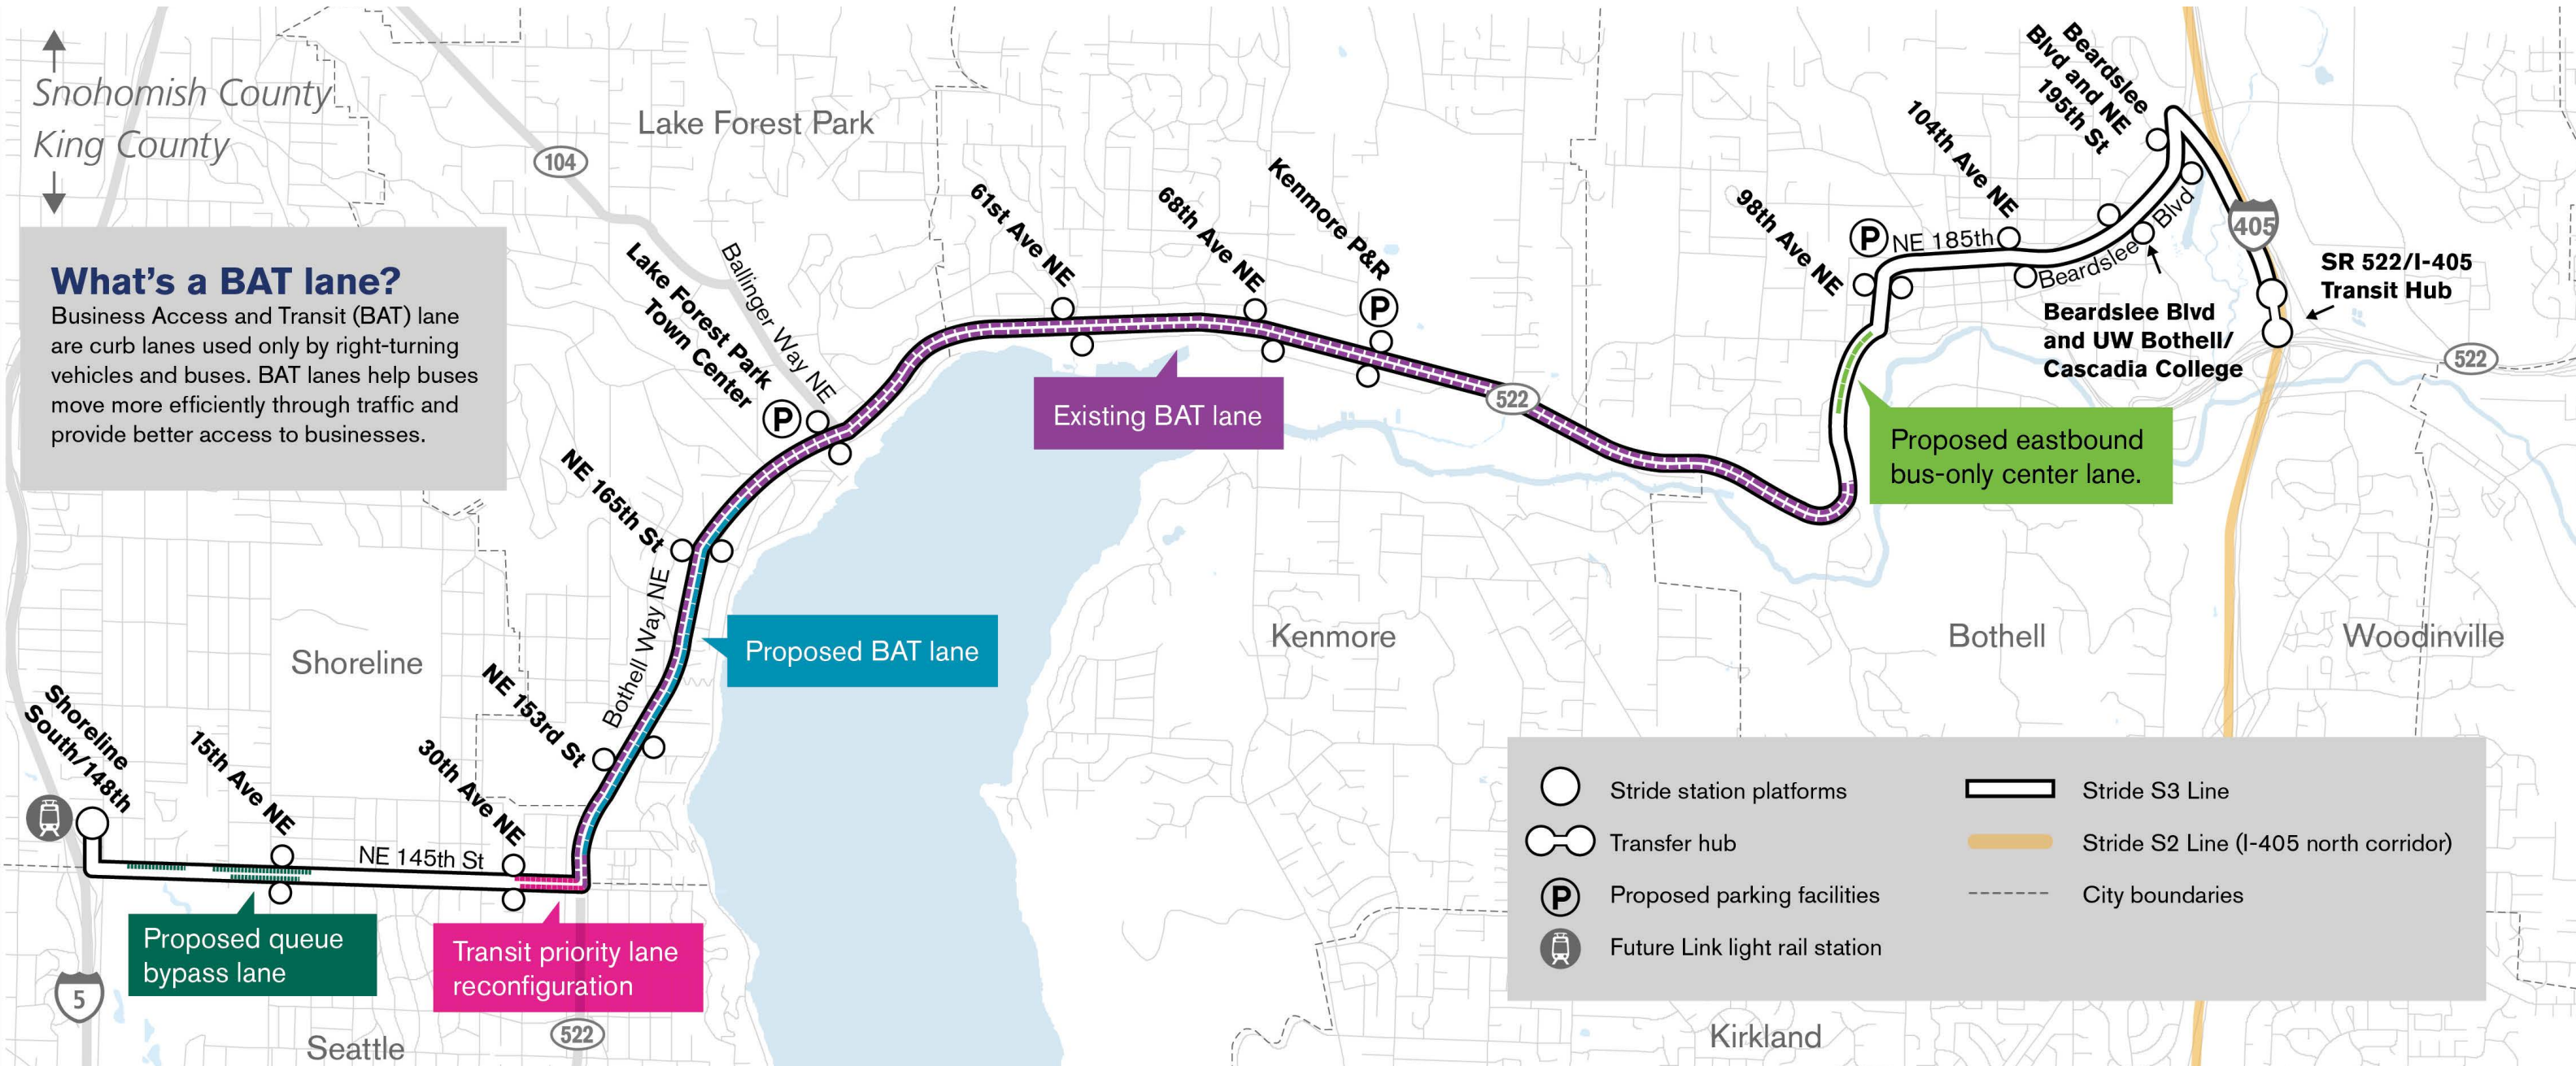 Snohomish County
King County
What's a BAT lane?
Business Access and Transit (BAT) lane
are curb lanes used only by right-turning
vehicles and buses. BAT lanes help buses
move more efficiently through traffic and
provide better access to businesses.
Lake Forest Park
104
Ballinger Way NE
Lake Forest Park
Town Center
P
61st Ave NE
68th Ave NE
Kenmore P&R
P
98th Ave NE
P
NE 185th
104th Ave NE
Beardslee
Blvd and NE
195th St
Beardslee Blvd
405
SR 522/I-405
Transit Hub
Beardslee Blvd
and UW Bothell/
Cascadia College
522
522
Existing BAT lane
Proposed eastbound
bus-only center lane.
NE 165th St
Bothell Way NE
Proposed BAT lane
NE 153rd St
Shoreline
Kenmore
Bothell
Woodinville
Shoreline
South/148th
15th Ave NE
30th Ave NE
NE 145th St
Proposed queue
bypass lane
Transit priority lane
reconfiguration
5
522
Seattle
Kirkland
Stride station platforms
Transfer hub
P
Proposed parking facilities
Future Link light rail station
Stride S3 Line
Stride S2 Line (I-405 north corridor)
City boundaries